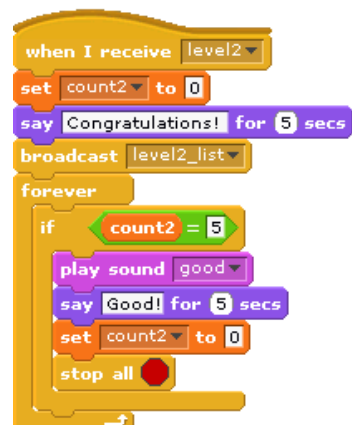 when I receive level2
set count2 to 0
say Congratulations! for 5 secs
broadcast level2_list
forever
if count2 = 5
play sound good
say Good! for 5 secs
set count2 to 0
stop all